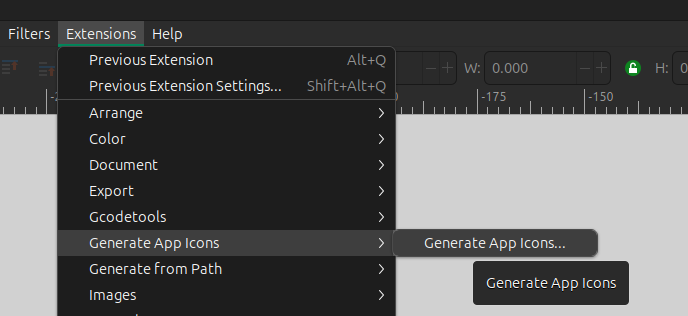 Filters Extensions Help
Previous Extension Alt+Q
W: 0.000 H:
Previous Extension Settings... Shift+Alt+Q
-175 -150
Arrange
Color
Document
Export
Gcodetools
Generate App Icons Generate App Icons...
Generate from Path Generate App Icons
Images